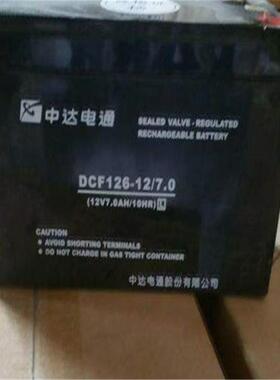 中达电通
SEALED VALVE - REGULATED
RECHARGEABLE BATTERY
DCF126-12/7.0
(12V7.0AH/10HR)
CAUTION :
● AVOID SHORTING TERMINALS
● DO NOT CHARGE IN GAS TIGHT CONTAINER
中达电通股份有限公司